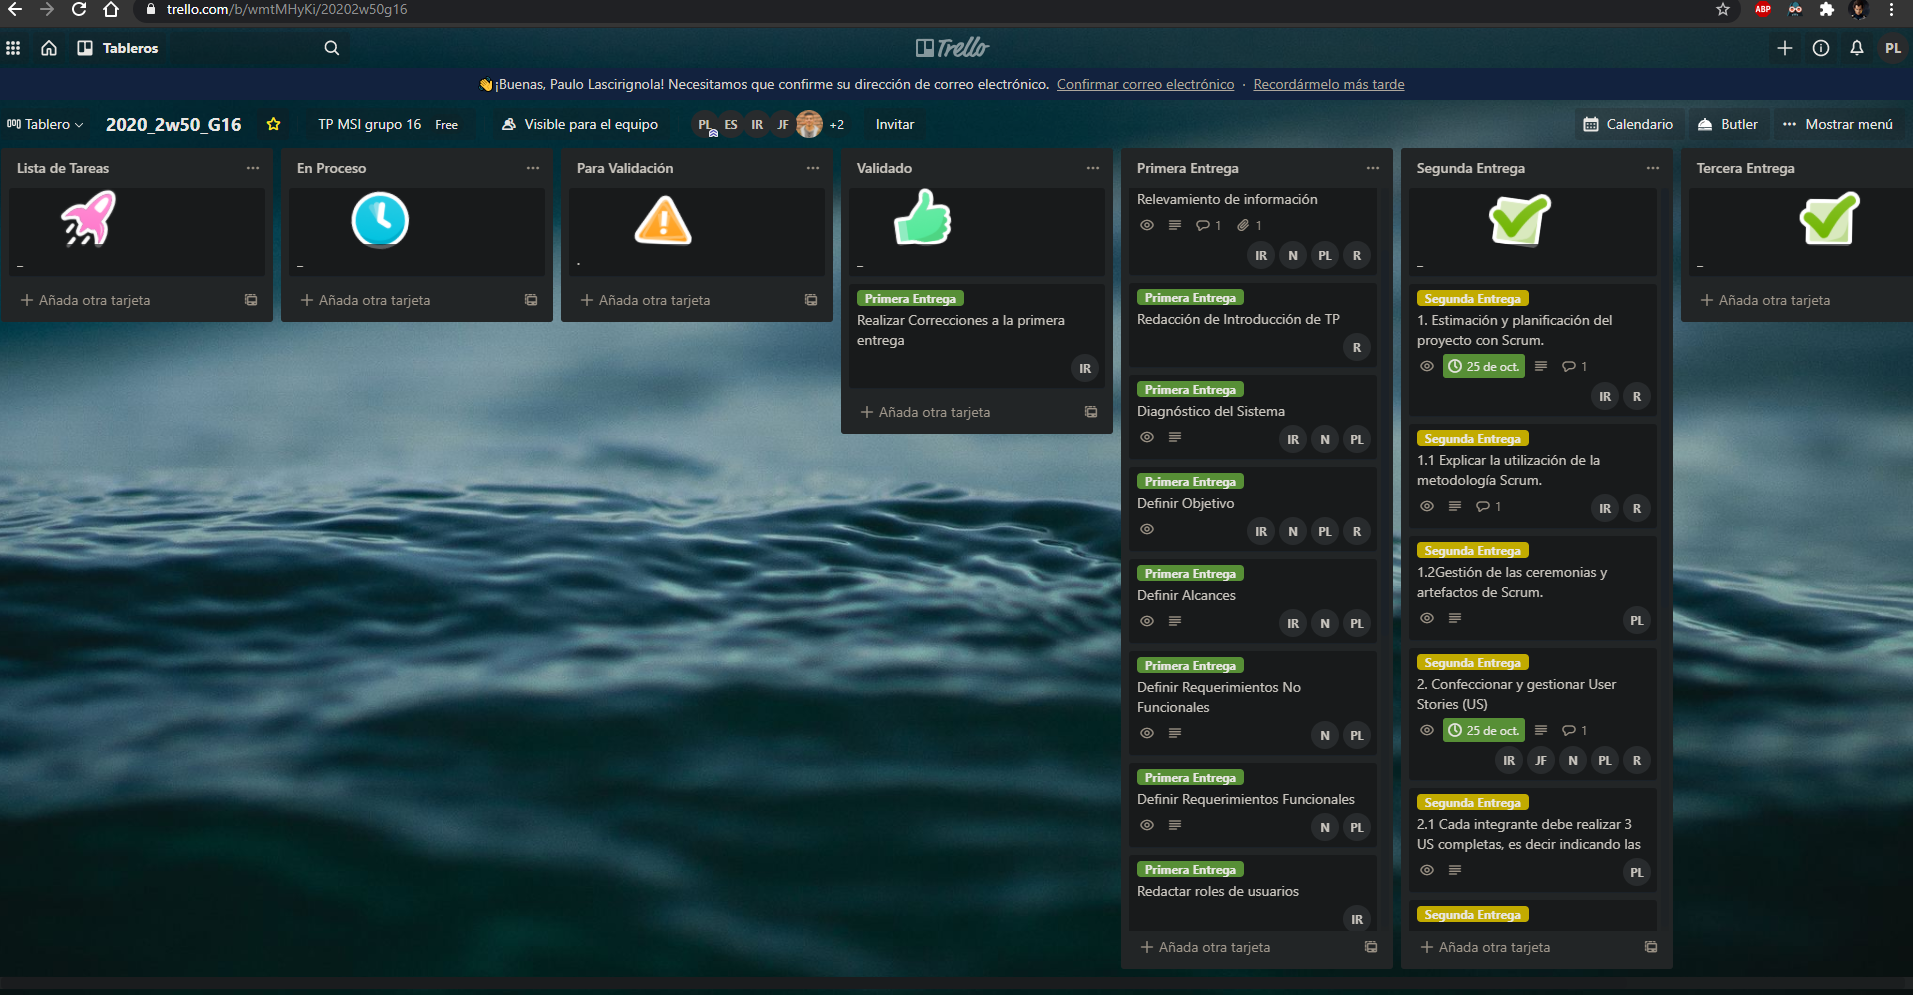 trello.com/b/wmtMHyKi/20202w50g16
ABP
Tableros
Trello
PL
👋¡Buenas, Paulo Lascirignola! Necesitamos que confirme su dirección de correo electrónico. Confirmar correo electrónico · Recordármelo más tarde
Tablero
2020_2w50_G16
TP MSI grupo 16 Free
Visible para el equipo
PL ES IR JF +2
Invitar
Calendario
Butler
··· Mostrar menú
Lista de Tareas ···
_
+ Añada otra tarjeta
En Proceso ···
_
+ Añada otra tarjeta
Para Validación ···
.
+ Añada otra tarjeta
Validado ···
_
Primera Entrega
Realizar Correcciones a la primera
entrega
IR
+ Añada otra tarjeta
Primera Entrega ···
Relevamiento de información
1 1
IR N PL R
Primera Entrega
Redacción de Introducción de TP
R
Primera Entrega
Diagnóstico del Sistema
IR N PL
Primera Entrega
Definir Objetivo
IR N PL R
Primera Entrega
Definir Alcances
IR N PL
Primera Entrega
Definir Requerimientos No
Funcionales
N PL
Primera Entrega
Definir Requerimientos Funcionales
N PL
Primera Entrega
Redactar roles de usuarios
IR
+ Añada otra tarjeta
Segunda Entrega ···
_
Segunda Entrega
1. Estimación y planificación del
proyecto con Scrum.
25 de oct. 1
IR R
Segunda Entrega
1.1 Explicar la utilización de la
metodología Scrum.
1
IR R
Segunda Entrega
1.2Gestión de las ceremonias y
artefactos de Scrum.
PL
Segunda Entrega
2. Confeccionar y gestionar User
Stories (US)
25 de oct. 1
IR JF N PL R
Segunda Entrega
2.1 Cada integrante debe realizar 3
US completas, es decir indicando las
PL
Segunda Entrega
+ Añada otra tarjeta
Tercera Entrega
_
+ Añada otra tarjeta